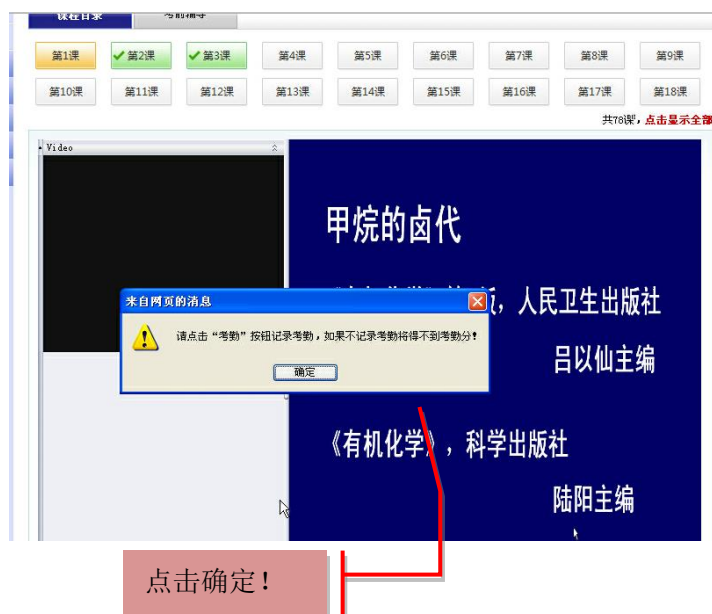 课程目录 考前辅导
第1课 第2课 第3课 第4课 第5课 第6课 第7课 第8课 第9课
第10课 第11课 第12课 第13课 第14课 第15课 第16课 第17课 第18课
共78课,点击显示全部
Video
甲烷的卤代
版,人民卫生出版社
吕以仙主编
《有机化学》,科学出版社
陆阳主编
来自网页的消息
请点击“考勤”按钮记录考勤,如果不记录考勤将得不到考勤分!
确定
点击确定!